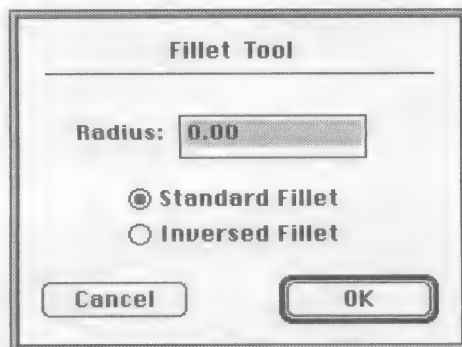 Fillet Tool
Radius: 0.00
Standard Fillet
Inversed Fillet
Cancel OK